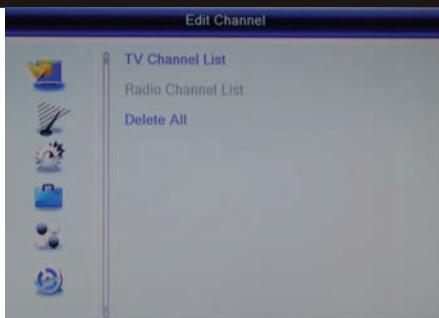 Edit Channel
TV Channel List
Radio Channel List
Delete All